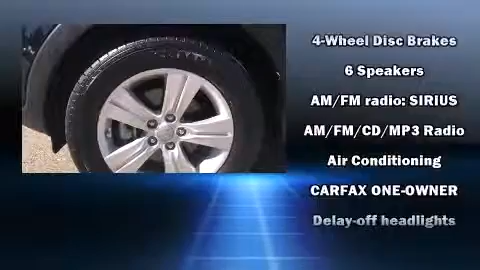 4-Wheel Disc Brakes
6 Speakers
AM/FM radio: SIRIUS
AM/FM/CD/MP3 Radio
Air Conditioning
CARFAX ONE-OWNER
Delay-off headlights